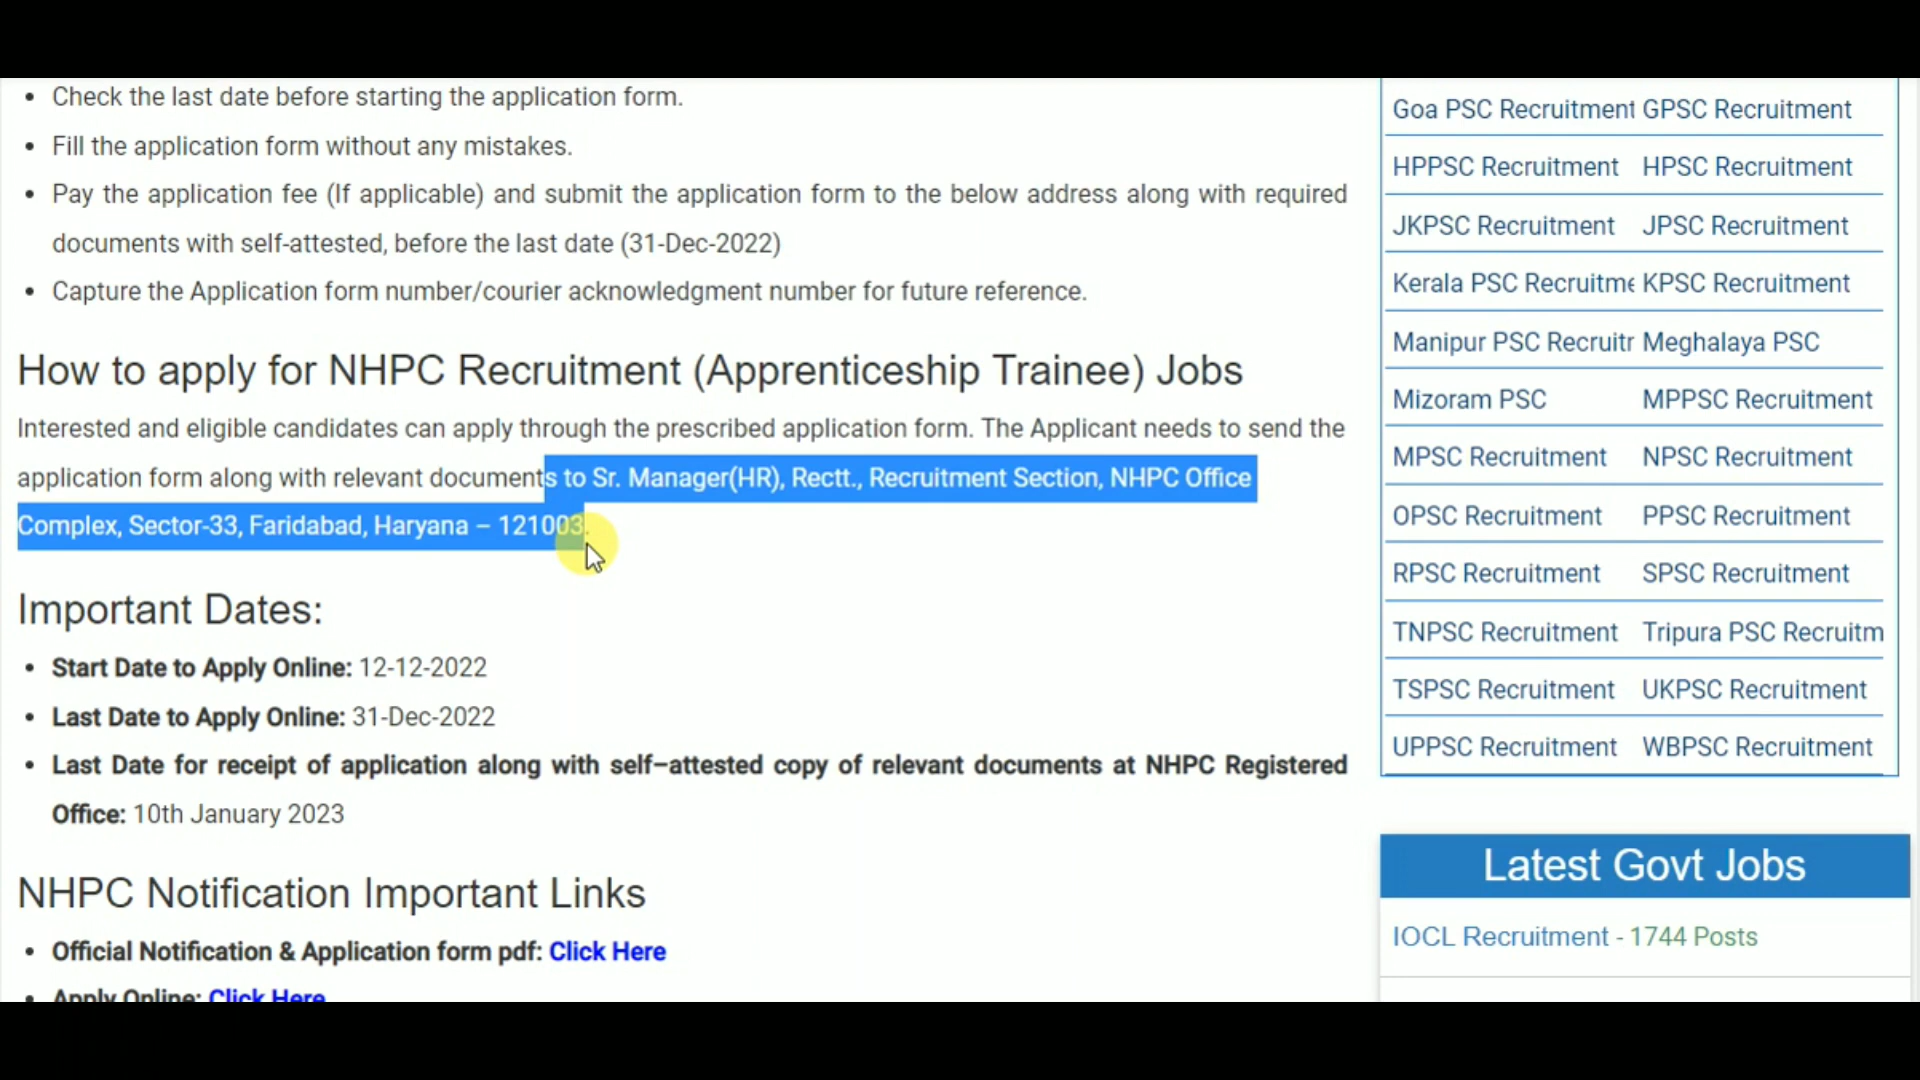 • Check the last date before starting the application form.
• Fill the application form without any mistakes.
• Pay the application fee (If applicable) and submit the application form to the below address along with required
documents with self-attested, before the last date (31-Dec-2022)
• Capture the Application form number/courier acknowledgment number for future reference.
How to apply for NHPC Recruitment (Apprenticeship Trainee) Jobs
Interested and eligible candidates can apply through the prescribed application form. The Applicant needs to send the
application form along with relevant documents to Sr. Manager(HR), Rectt., Recruitment Section, NHPC Office
Complex, Sector-33, Faridabad, Haryana – 121003.
Important Dates:
• Start Date to Apply Online: 12-12-2022
• Last Date to Apply Online: 31-Dec-2022
• Last Date for receipt of application along with self–attested copy of relevant documents at NHPC Registered
Office: 10th January 2023
NHPC Notification Important Links
• Official Notification & Application form pdf: Click Here
• Apply Online: Click Here
Goa PSC Recruitment GPSC Recruitment
HPPSC Recruitment HPSC Recruitment
JKPSC Recruitment JPSC Recruitment
Kerala PSC Recruitme KPSC Recruitment
Manipur PSC Recruitr Meghalaya PSC
Mizoram PSC MPPSC Recruitment
MPSC Recruitment NPSC Recruitment
OPSC Recruitment PPSC Recruitment
RPSC Recruitment SPSC Recruitment
TNPSC Recruitment Tripura PSC Recruitm
TSPSC Recruitment UKPSC Recruitment
UPPSC Recruitment WBPSC Recruitment
Latest Govt Jobs
IOCL Recruitment - 1744 Posts